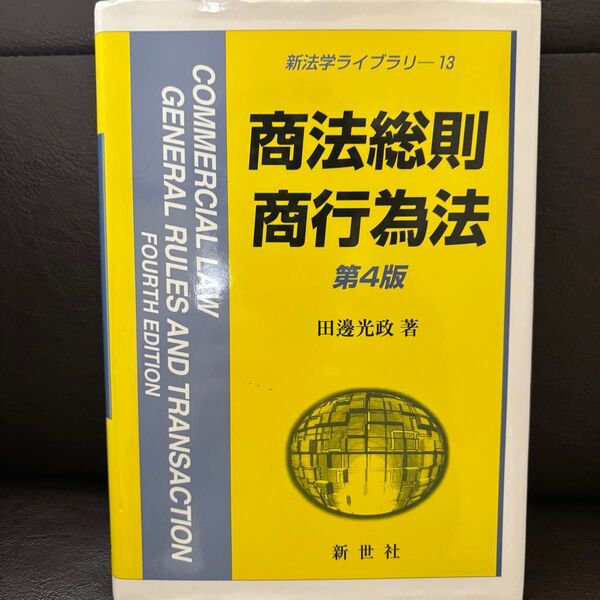 新法学ライブラリ—13
商法総則
商行為法
第4版
田邊光政 著
新世社
COMMERCIAL LAW
GENERAL RULES AND TRANSACTION
FOURTH EDITION